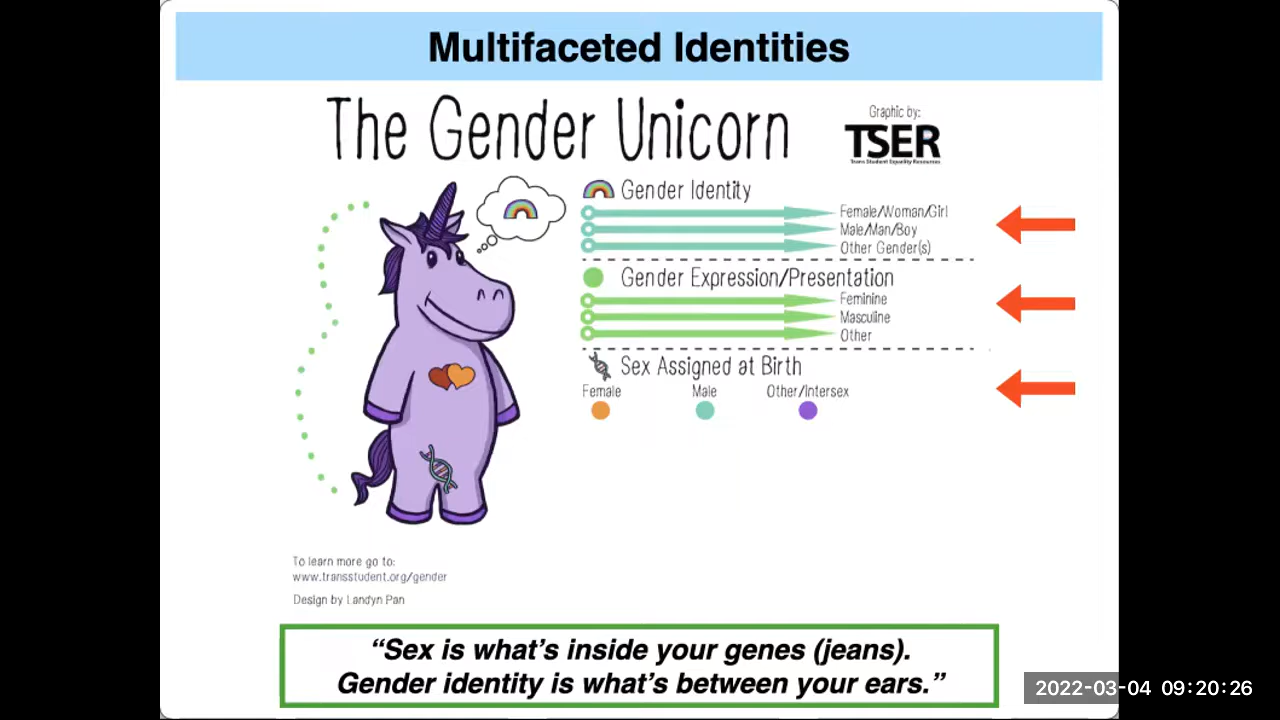 Multifaceted Identities
The Gender Unicorn
Graphic by:
TSER
Trans Student Equality Resources
Gender Identity
Female/Woman/Girl
Male/Man/Boy
Other Gender(s)
Gender Expression/Presentation
Feminine
Masculine
Other
Sex Assigned at Birth
Female Male Other/Intersex
To learn more go to:
www.transstudent.org/gender
Design by Landyn Pan
“Sex is what’s inside your genes (jeans).
Gender identity is what’s between your ears.”
2022-03-04 09:20:26